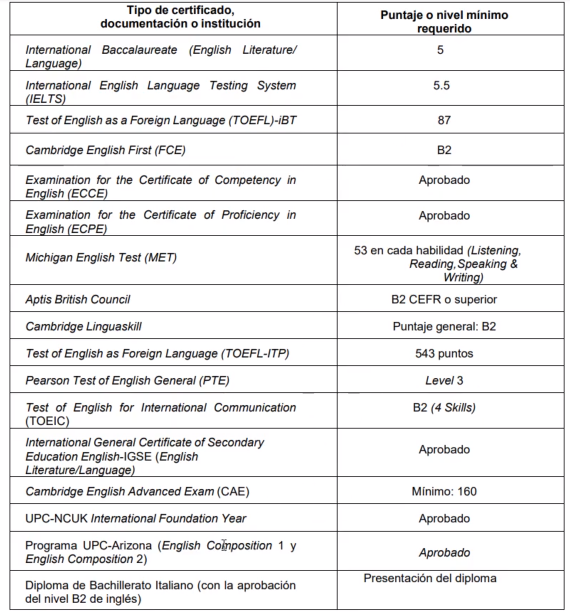 Tipo de certificado,
documentación o institución
Puntaje o nivel mínimo
requerido
International Baccalaureate (English Literature/
Language)
5
International English Language Testing System
(IELTS)
5.5
Test of English as a Foreign Language (TOEFL)-iBT
87
Cambridge English First (FCE)
B2
Examination for the Certificate of Competency in
English (ECCE)
Aprobado
Examination for the Certificate of Proficiency in
English (ECPE)
Aprobado
Michigan English Test (MET)
53 en cada habilidad (Listening,
Reading,Speaking &
Writing)
Aptis British Council
B2 CEFR o superior
Cambridge Linguaskill
Puntaje general: B2
Test of English as Foreign Language (TOEFL-ITP)
543 puntos
Pearson Test of English General (PTE)
Level 3
Test of English for International Communication
(TOEIC)
B2 (4 Skills)
International General Certificate of Secondary
Education English-IGSE (English
Literature/Language)
Aprobado
Cambridge English Advanced Exam (CAE)
Mínimo: 160
UPC-NCUK International Foundation Year
Aprobado
Programa UPC-Arizona (English Composition 1 y
English Composition 2)
Aprobado
Diploma de Bachillerato Italiano (con la aprobación
del nivel B2 de inglés)
Presentación del diploma